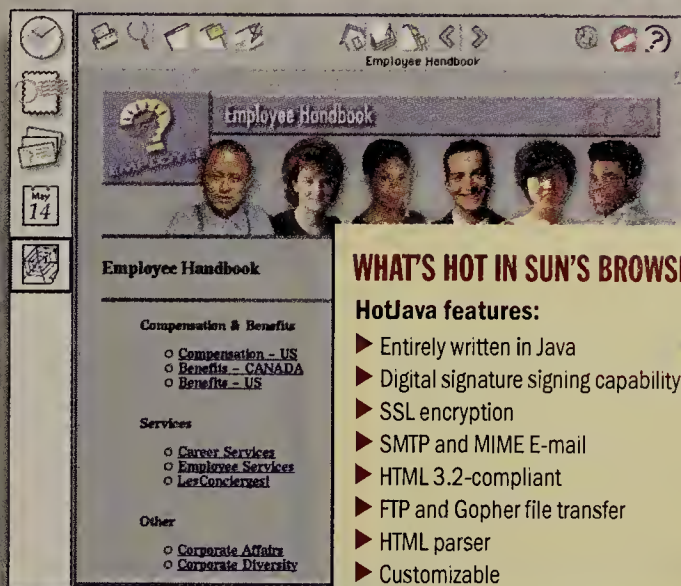 Employee Handbook
Employee Handbook
May
14
Employee Handbook
Compensation & Benefits
Compensation - US
Benefits - CANADA
Benefits - US
Services
Career Services
Employee Services
LesConcierges!
Other
Corporate Affairs
Corporate Diversity
WHAT'S HOT IN SUN'S BROWS
HotJava features:
▶ Entirely written in Java
▶ Digital signature signing capability
▶ SSL encryption
▶ SMTP and MIME E-mail
▶ HTML 3.2-compliant
▶ FTP and Gopher file transfer
▶ HTML parser
▶ Customizable